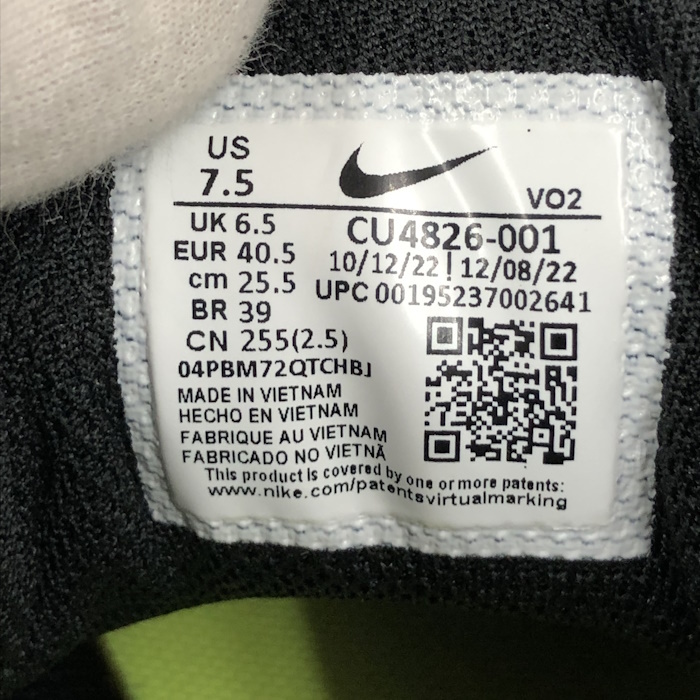 US
7.5
VO2
UK 6.5
EUR 40.5
cm 25.5
BR 39
CN 255(2.5)
04PBM72QTCHBJ
MADE IN VIETNAM
HECHO EN VIETNAM
FABRIQUE AU VIETNAM
FABRICADO NO VIETNÃ
CU4826-001
10/12/22 | 12/08/22
UPC 00195237002641
This product is covered by one or more patents:
www.nike.com/patentsvirtualmarking